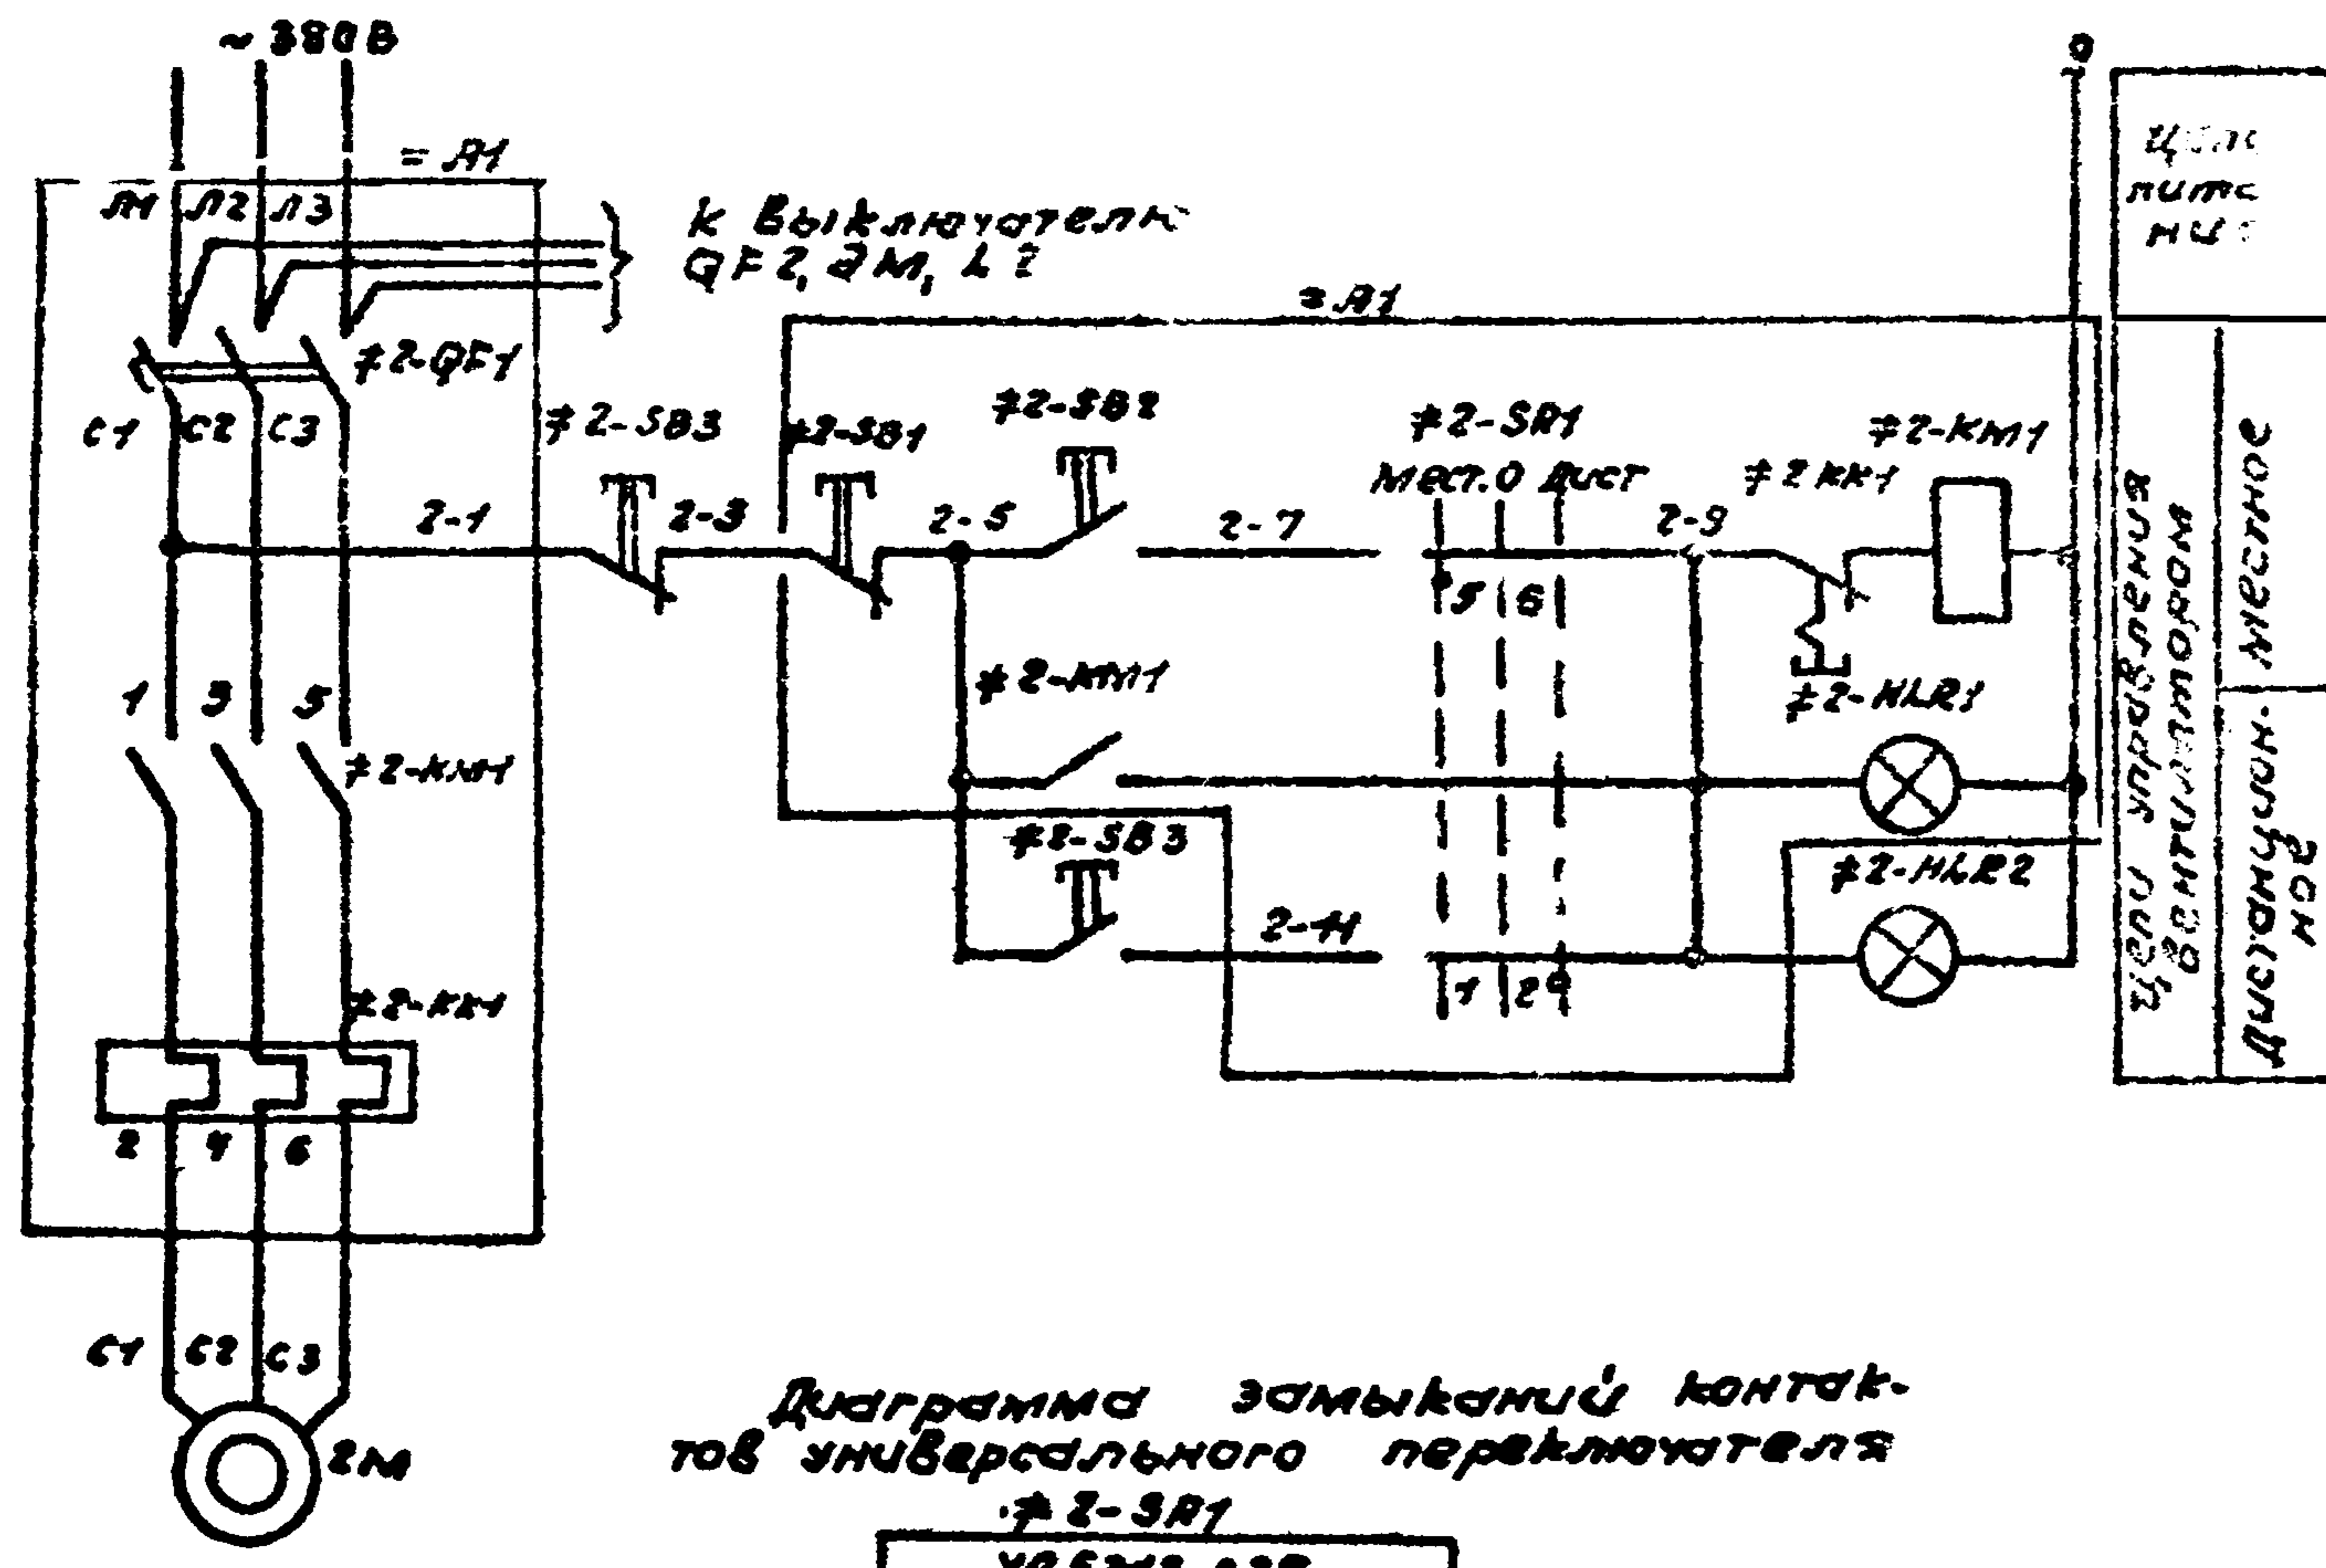 ~ 380 В
= А1
Л1 Л2 Л3
к выключателю
QF2, 2М, L2
= А1
≠2-QF1
С1 С2 С3
≠2-SB3
≠2-SB1
≠2-SB2
≠2-SA1
Мест. 0 Дист
≠2 КК1
≠2-КМ1
2-1
2-3
2-5
2-7
2-9
5 6
1 3 5
≠2-КМ1
≠2-КМ1
≠2-HLR1
≠2-SB3
≠2-HLR2
2-11
1 2
≠2-КК1
2 4 6
С1 С2 С3
2М
0
питания
Цепи управления
вентилятором
Местное
Дистанцион-
ное
Диаграмма замыканий контак-
тов универсального переключателя
≠2-SA1